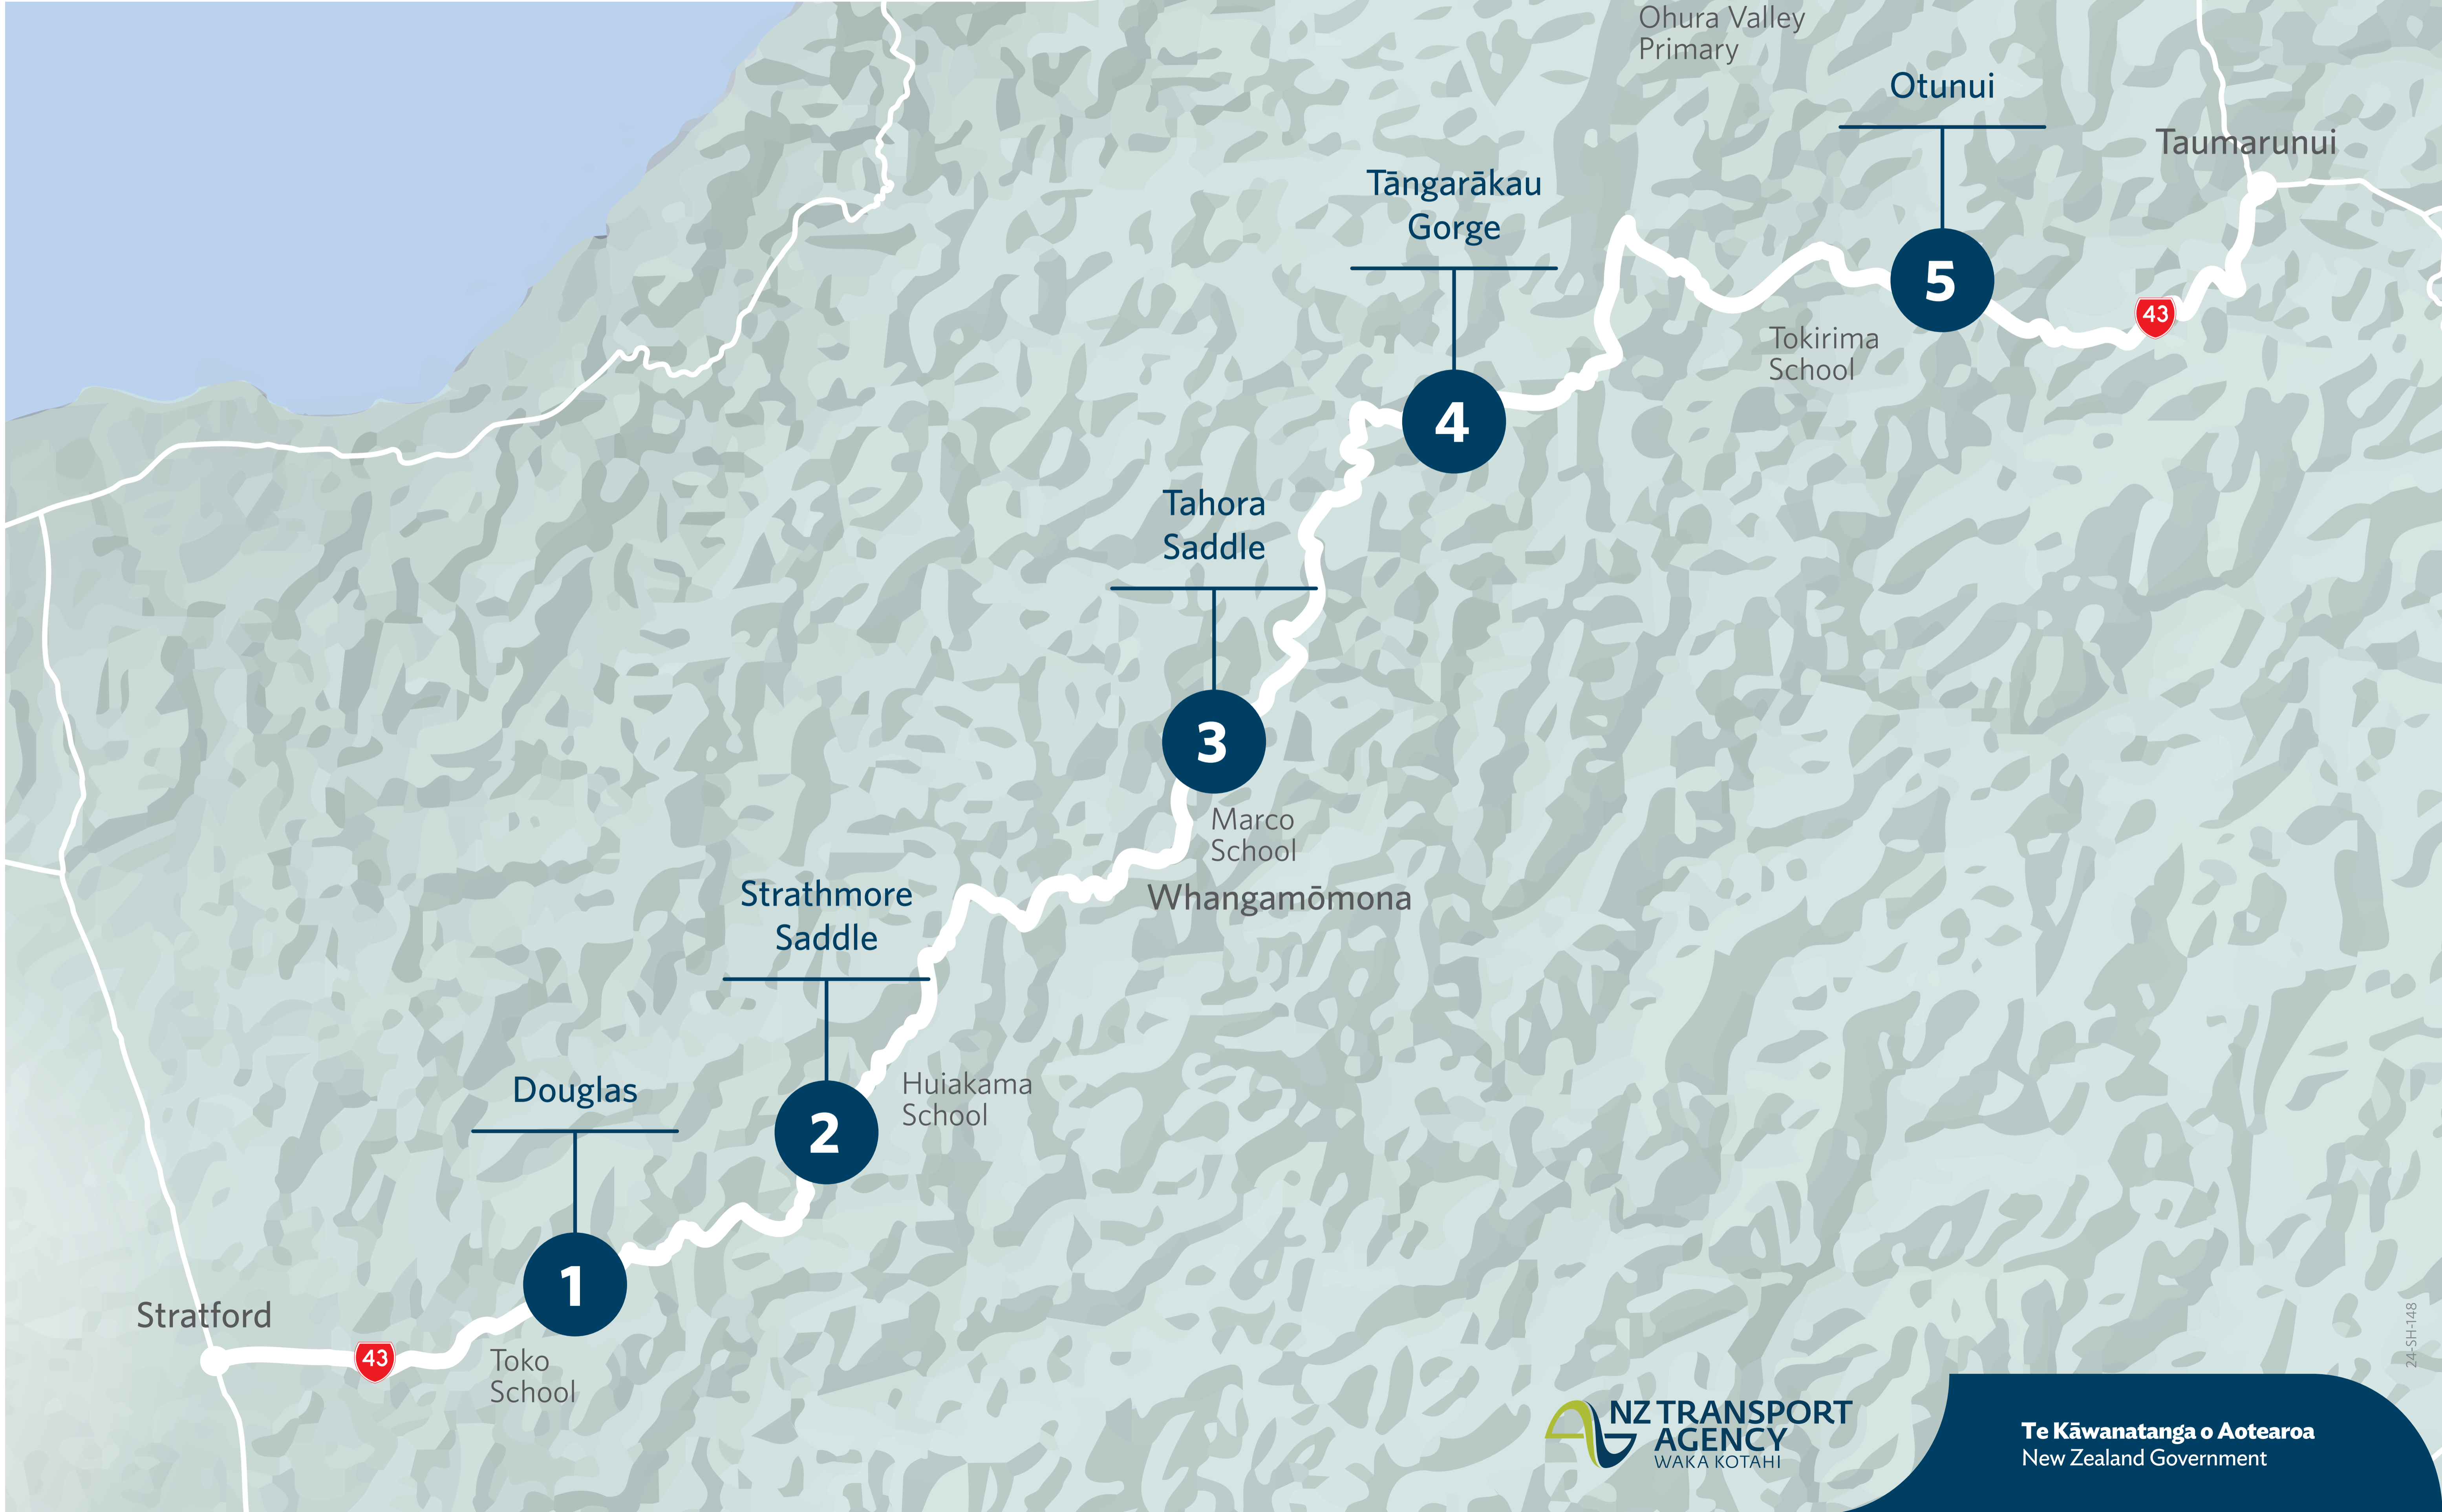 Ohura Valley
Primary
Otunui
Taumarunui
Tāngarākau
Gorge
5
43
Tokirima
School
4
Tahora
Saddle
3
Marco
School
Whangamōmona
Strathmore
Saddle
Huiakama
School
2
Douglas
1
Stratford
43
Toko
School
NZ TRANSPORT
AGENCY
WAKA KOTAHI
Te Kāwanatanga o Aotearoa
New Zealand Government
24-SH-148